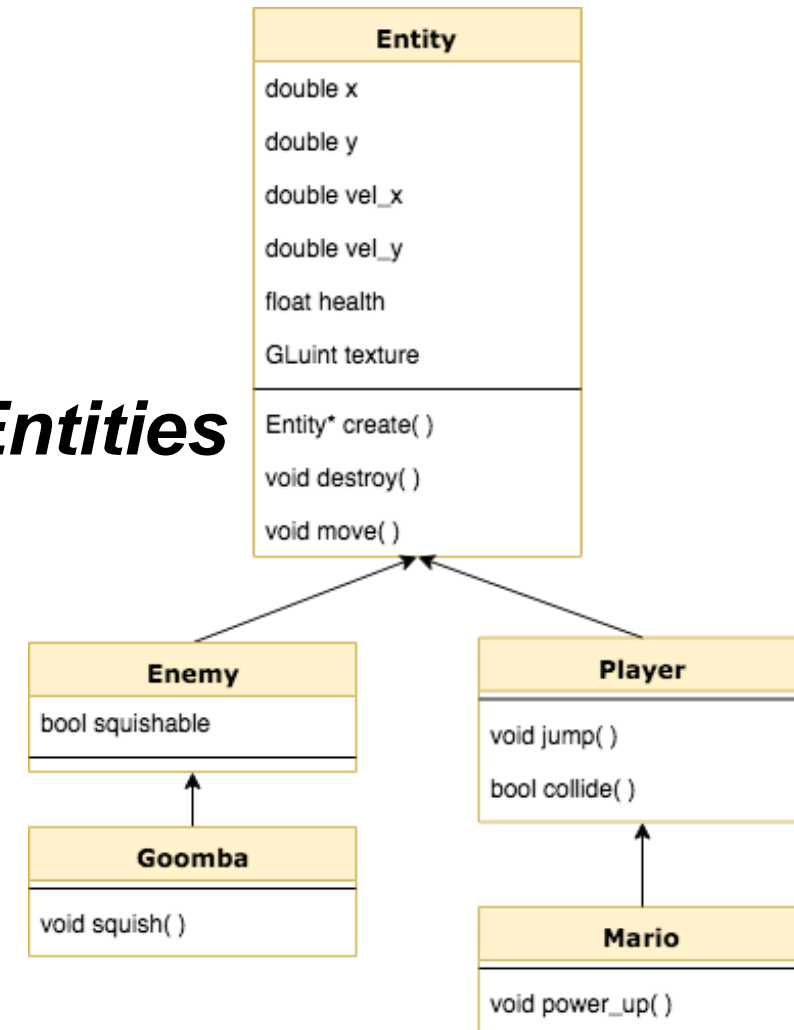 Entity
double x
double y
double vel_x
double vel_y
float health
GLuint texture
Entities
Entity* create( )
void destroy( )
void move( )
Enemy
bool squishable
Player
void jump( )
bool collide( )
Goomba
void squish( )
Mario
void power_up( )